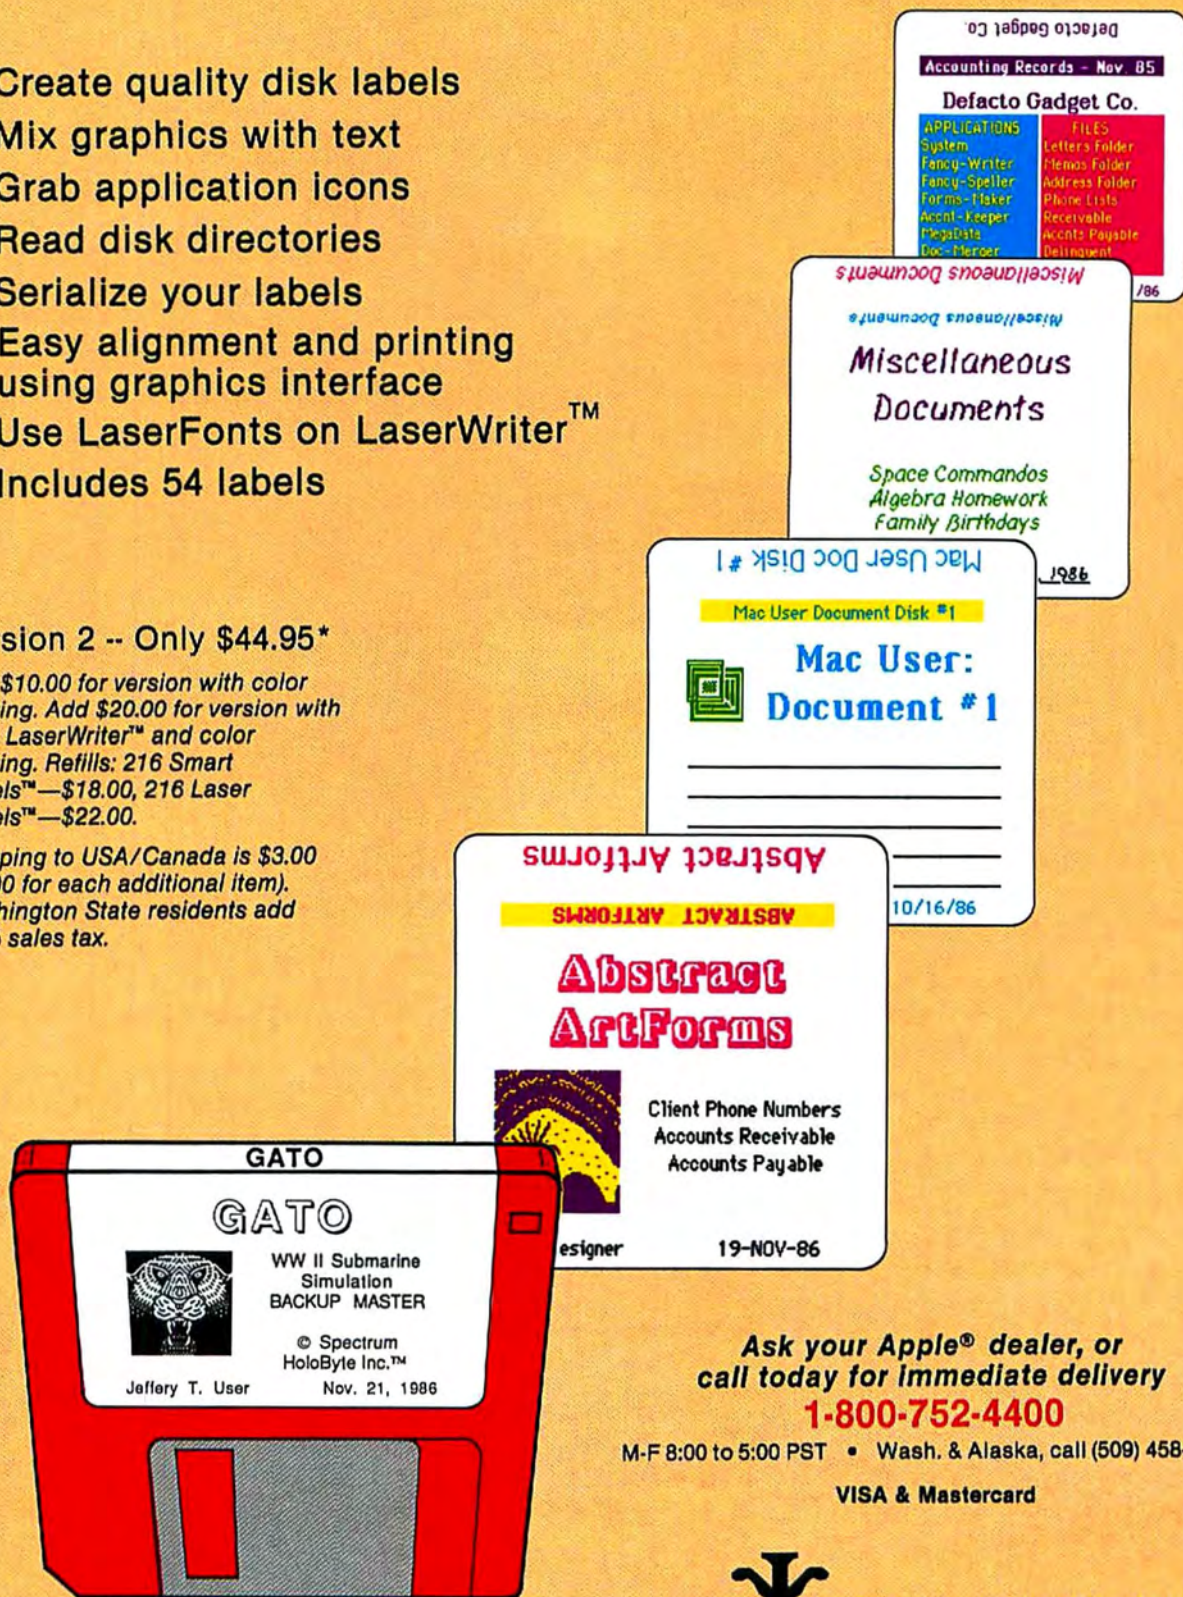 Create quality disk labels
Mix graphics with text
Grab application icons
Read disk directories
Serialize your labels
Easy alignment and printing
using graphics interface
Use LaserFonts on LaserWriter™
Includes 54 labels
sion 2 -- Only $44.95*
$10.00 for version with color
ing. Add $20.00 for version with
LaserWriter™ and color
ing. Refills: 216 Smart
els™—$18.00, 216 Laser
els™—$22.00.
ping to USA/Canada is $3.00
0 for each additional item).
hington State residents add
sales tax.
Defacto Gadget Co.
Accounting Records - Nov. 85
Defacto Gadget Co.
APPLICATIONS
System
Fancy-Writer
Fancy-Speller
Forms-Maker
Accnt-Keeper
MegaData
Doc-Merger
FILES
Letters Folder
Memos Folder
Address Folder
Phone Lists
Receivable
Accnts Payable
Delinquent
/86
Miscellaneous Documents
Miscellaneous Documents
Miscellaneous
Documents
Space Commandos
Algebra Homework
Family Birthdays
, 1986
Mac User Doc Disk #1
Mac User Document Disk #1
Mac User:
Document #1
10/16/86
Abstract Artforms
ABSTRACT ARTFORMS
Abstract
ArtForms
Client Phone Numbers
Accounts Receivable
Accounts Payable
esigner 19-NOV-86
GATO
GATO
WW II Submarine
Simulation
BACKUP MASTER
© Spectrum
HoloByte Inc.™
Jeffery T. User Nov. 21, 1986
Ask your Apple® dealer, or
call today for immediate delivery
1-800-752-4400
M-F 8:00 to 5:00 PST • Wash. & Alaska, call (509) 458-
VISA & Mastercard